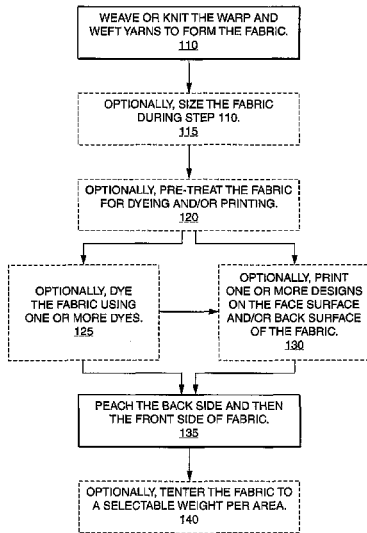 WEAVE OR KNIT THE WARP AND
WEFT YARNS TO FORM THE FABRIC.
110
OPTIONALLY, SIZE THE FABRIC
DURING STEP 110.
115
OPTIONALLY, PRE-TREAT THE FABRIC
FOR DYEING AND/OR PRINTING.
120
OPTIONALLY, DYE
THE FABRIC USING
ONE OR MORE DYES.
125
OPTIONALLY, PRINT
ONE OR MORE DESIGNS
ON THE FACE SURFACE
AND/OR BACK SURFACE
OF THE FABRIC.
130
PEACH THE BACK SIDE AND THEN
THE FRONT SIDE OF FABRIC.
135
OPTIONALLY, TENTER THE FABRIC TO
A SELECTABLE WEIGHT PER AREA.
140